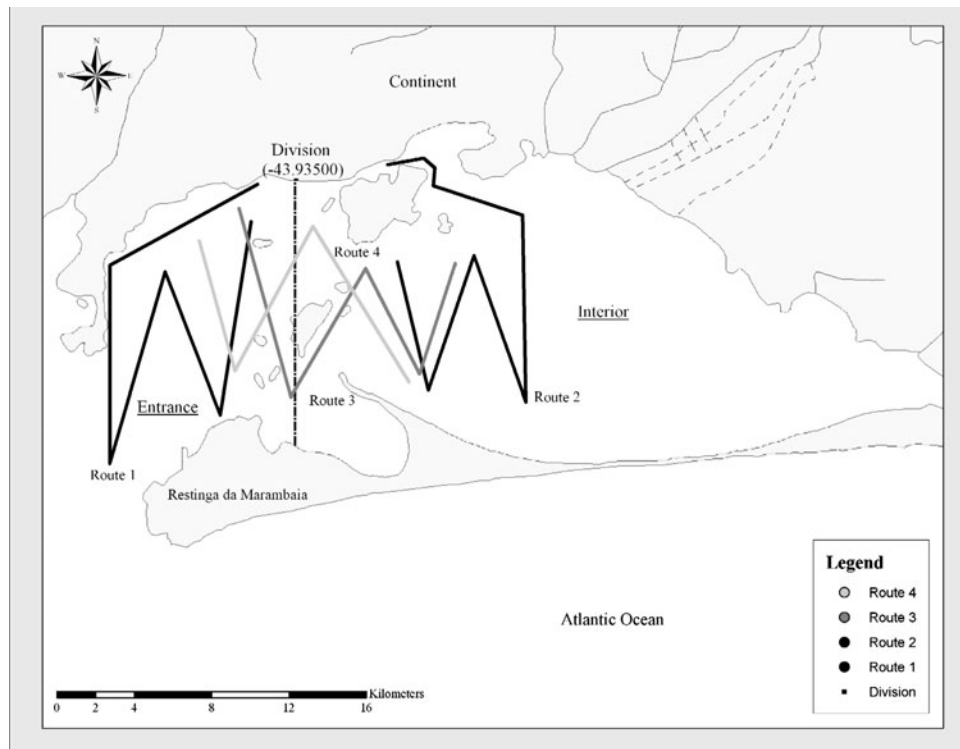 N
W E
S
Continent
Division
(-43.93500)
Route 4
Interior
Entrance
Route 3
Route 2
Route 1
Restinga da Marambaia
Legend
Route 4
Route 3
Route 2
Route 1
Division
Atlantic Ocean
Kilometers
0 2 4 8 12 16